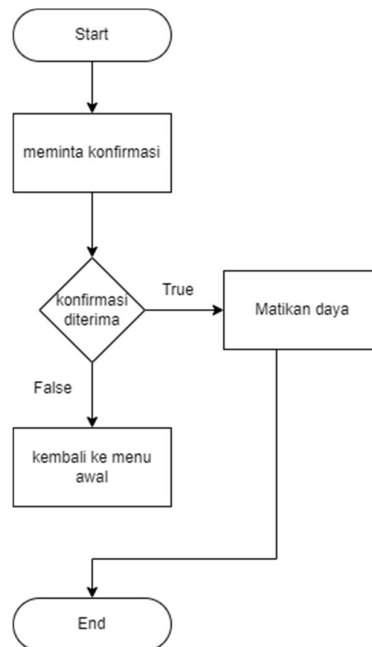 Start
meminta konfirmasi
konfirmasi
diterima
True
Matikan daya
False
kembali ke menu
awal
End